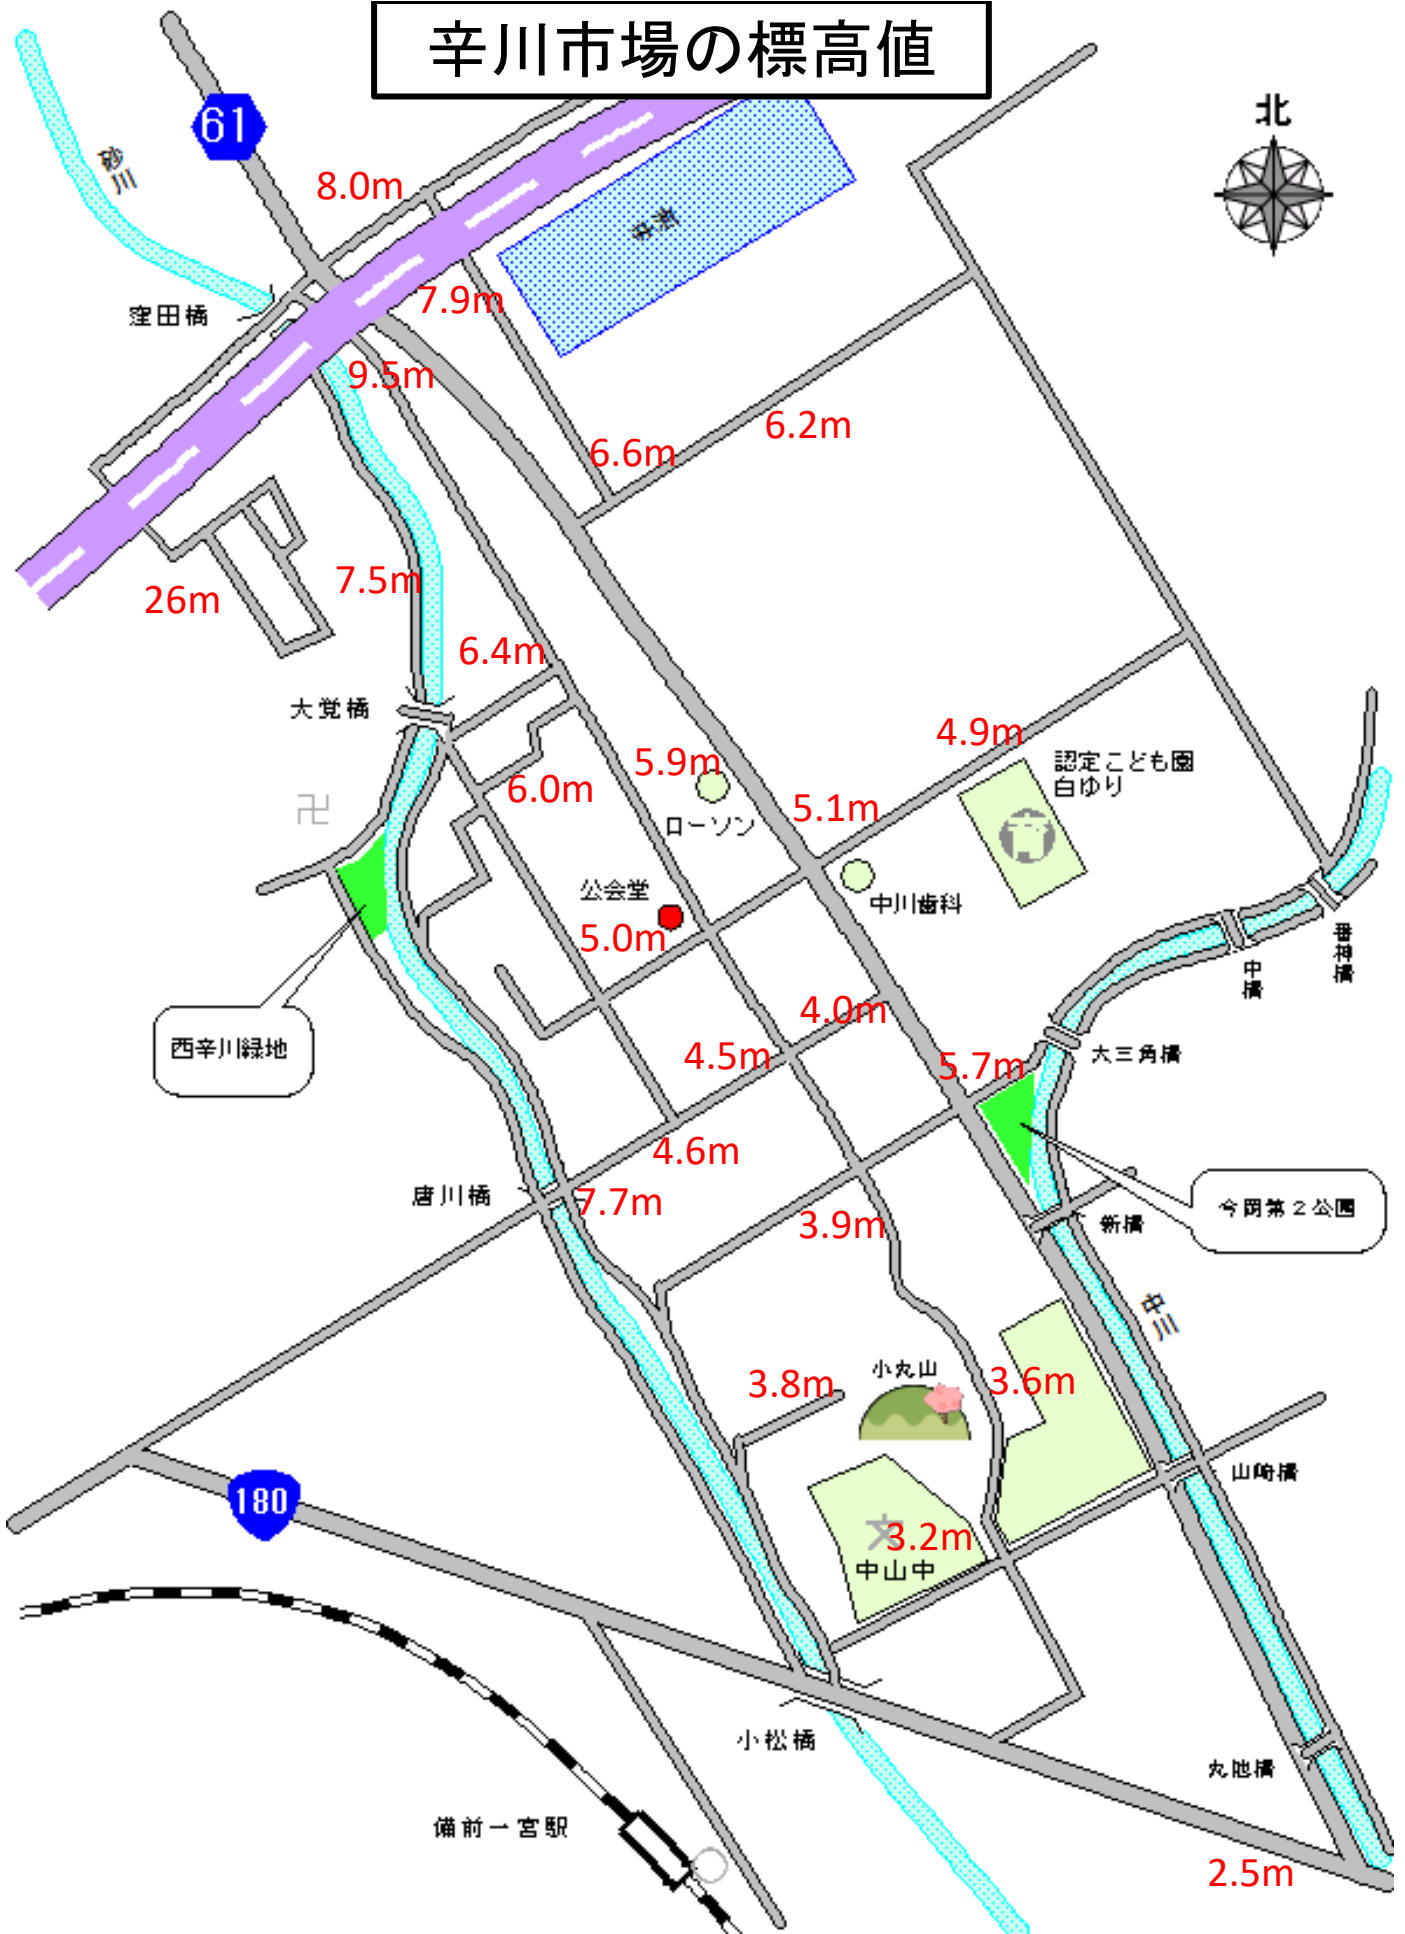 辛川市場の標高値
北
61
砂川
8.0m
赤池
7.9m
窪田橋
9.5m
6.2m
6.6m
26m
7.5m
6.4m
大覚橋
4.9m
5.9m
認定こども園
白ゆり
6.0m
5.1m
ローソン
卍
公会堂
中川歯科
5.0m
番神橋
中橋
4.0m
西辛川緑地
4.5m
大三角橋
5.7m
4.6m
唐川橋
7.7m
今岡第2公園
3.9m
新橋
中川
小丸山
3.8m
3.6m
山崎橋
180
文
3.2m
中山中
小松橋
丸池橋
備前一宮駅
2.5m